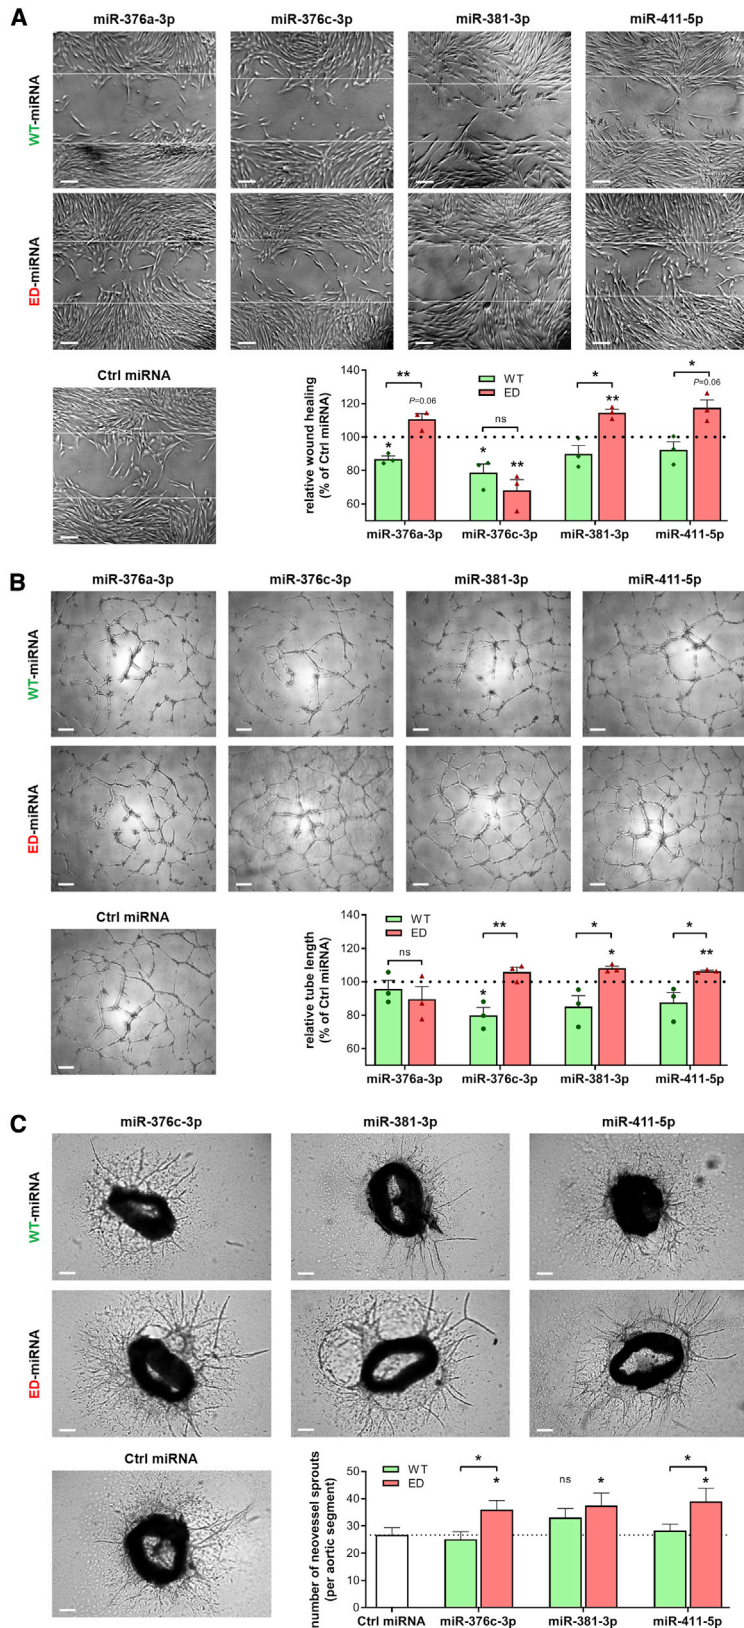 A
miR-376a-3p miR-376c-3p miR-381-3p miR-411-5p
WT-miRNA
ED-miRNA
Ctrl miRNA
relative wound healing
(% of Ctrl miRNA)
140
120
100
80
60
WT
ED
** ns * *
P=0.06 ** P=0.06
* * **
miR-376a-3p miR-376c-3p miR-381-3p miR-411-5p
B
miR-376a-3p miR-376c-3p miR-381-3p miR-411-5p
WT-miRNA
ED-miRNA
Ctrl miRNA
relative tube length
(% of Ctrl miRNA)
140
120
100
80
60
WT
ED
ns ** * *
* * **
miR-376a-3p miR-376c-3p miR-381-3p miR-411-5p
C
miR-376c-3p miR-381-3p miR-411-5p
WT-miRNA
ED-miRNA
Ctrl miRNA
number of neovessel sprouts
(per aortic segment)
50
40
30
20
10
0
WT
ED
* *
* ns * *
Ctrl miRNA miR-376c-3p miR-381-3p miR-411-5p